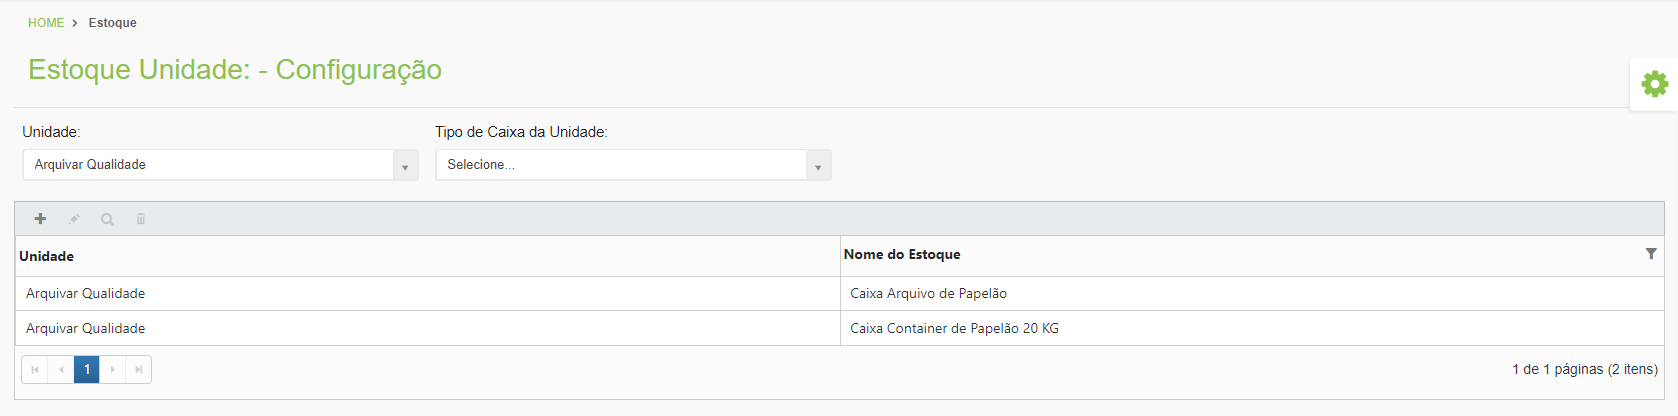 HOME > Estoque
Estoque Unidade: - Configuração
Unidade: Tipo de Caixa da Unidade:
Arquivar Qualidade Selecione...
Unidade Nome do Estoque
Arquivar Qualidade Caixa Arquivo de Papelão
Arquivar Qualidade Caixa Container de Papelão 20 KG
1 1 de 1 páginas (2 itens)